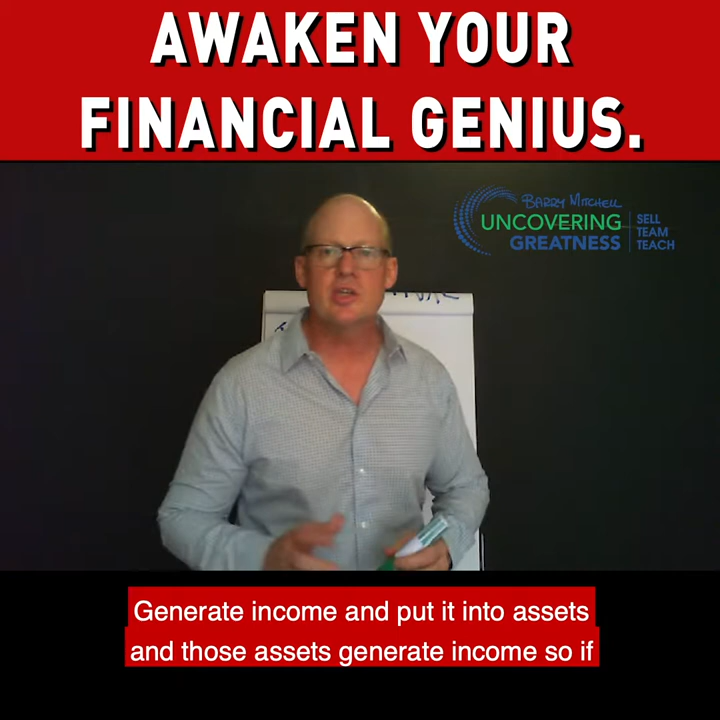 AWAKEN YOUR
FINANCIAL GENIUS.
BARRY MITCHELL
UNCOVERING
GREATNESS
SELL
TEAM
TEACH
Generate income and put it into assets
and those assets generate income so if